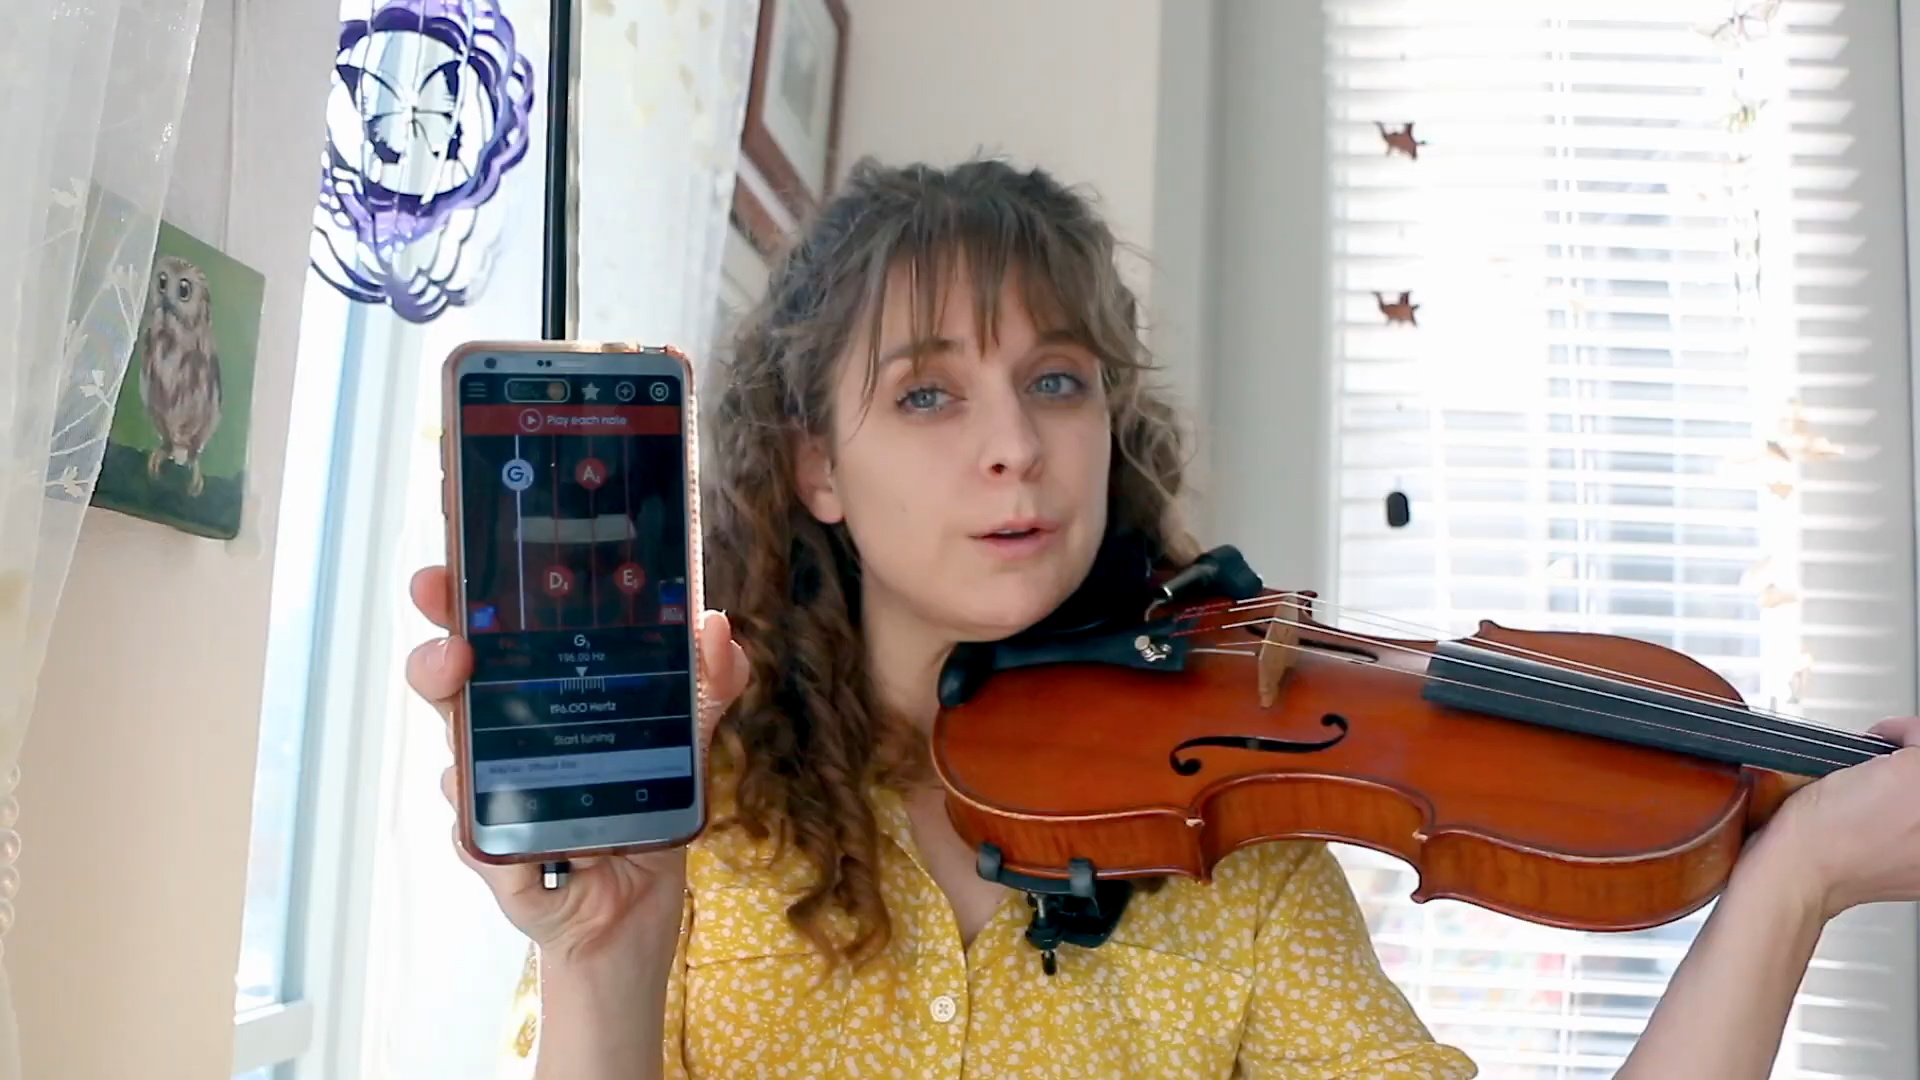 Play each note
G3 A4
D4 E5
G3
196.00 Hz
196.00 Hertz
Start tuning